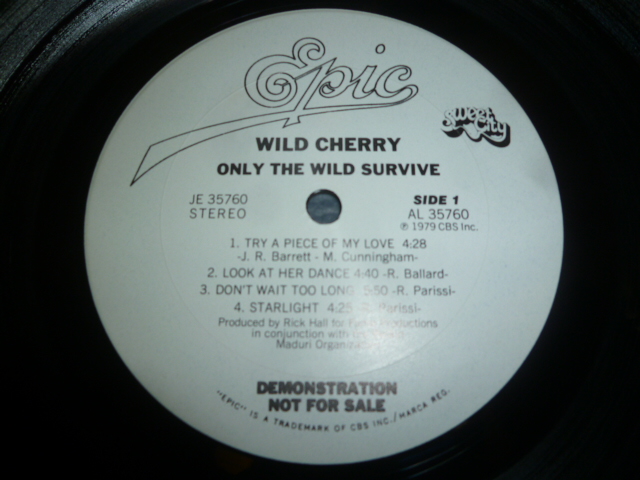 Epic
Sweet City
WILD CHERRY
ONLY THE WILD SURVIVE
JE 35760
STEREO
SIDE 1
AL 35760
℗ 1979 CBS Inc.
1. TRY A PIECE OF MY LOVE 4:28
-J. R. Barrett - M. Cunningham-
2. LOOK AT HER DANCE 4:40 -R. Ballard-
3. DON'T WAIT TOO LONG 5:50 -R. Parissi-
4. STARLIGHT 4:25 -R. Parissi-
Produced by Rick Hall for Productions
in conjunction with
Maduri
DEMONSTRATION
NOT FOR SALE
"EPIC" IS A TRADEMARK OF CBS INC./MARCA REG.